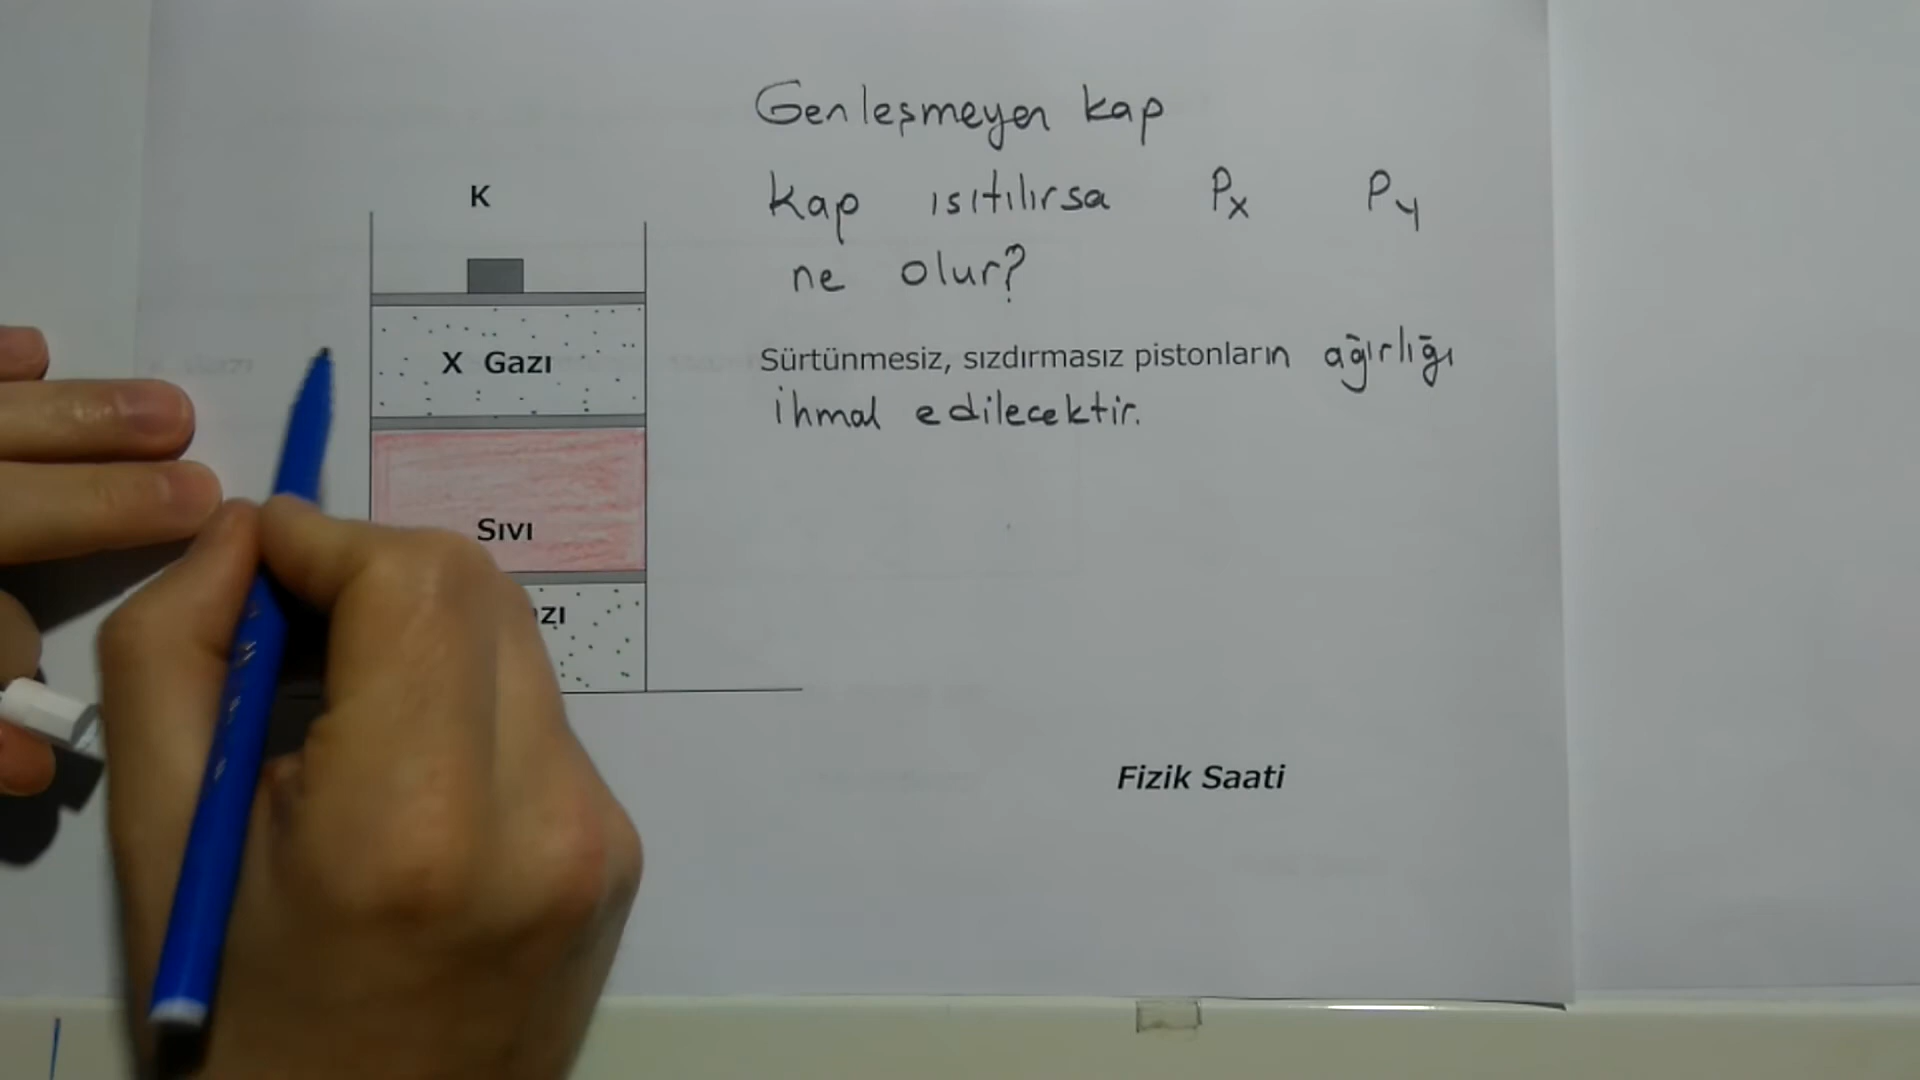 Genleşmeyen kap
kap ısıtılırsa Px Py
ne olur?
Sürtünmesiz, sızdırmasız pistonların ağırlığı
ihmal edilecektir.
K
X Gazı
Sıvı
Fizik Saati